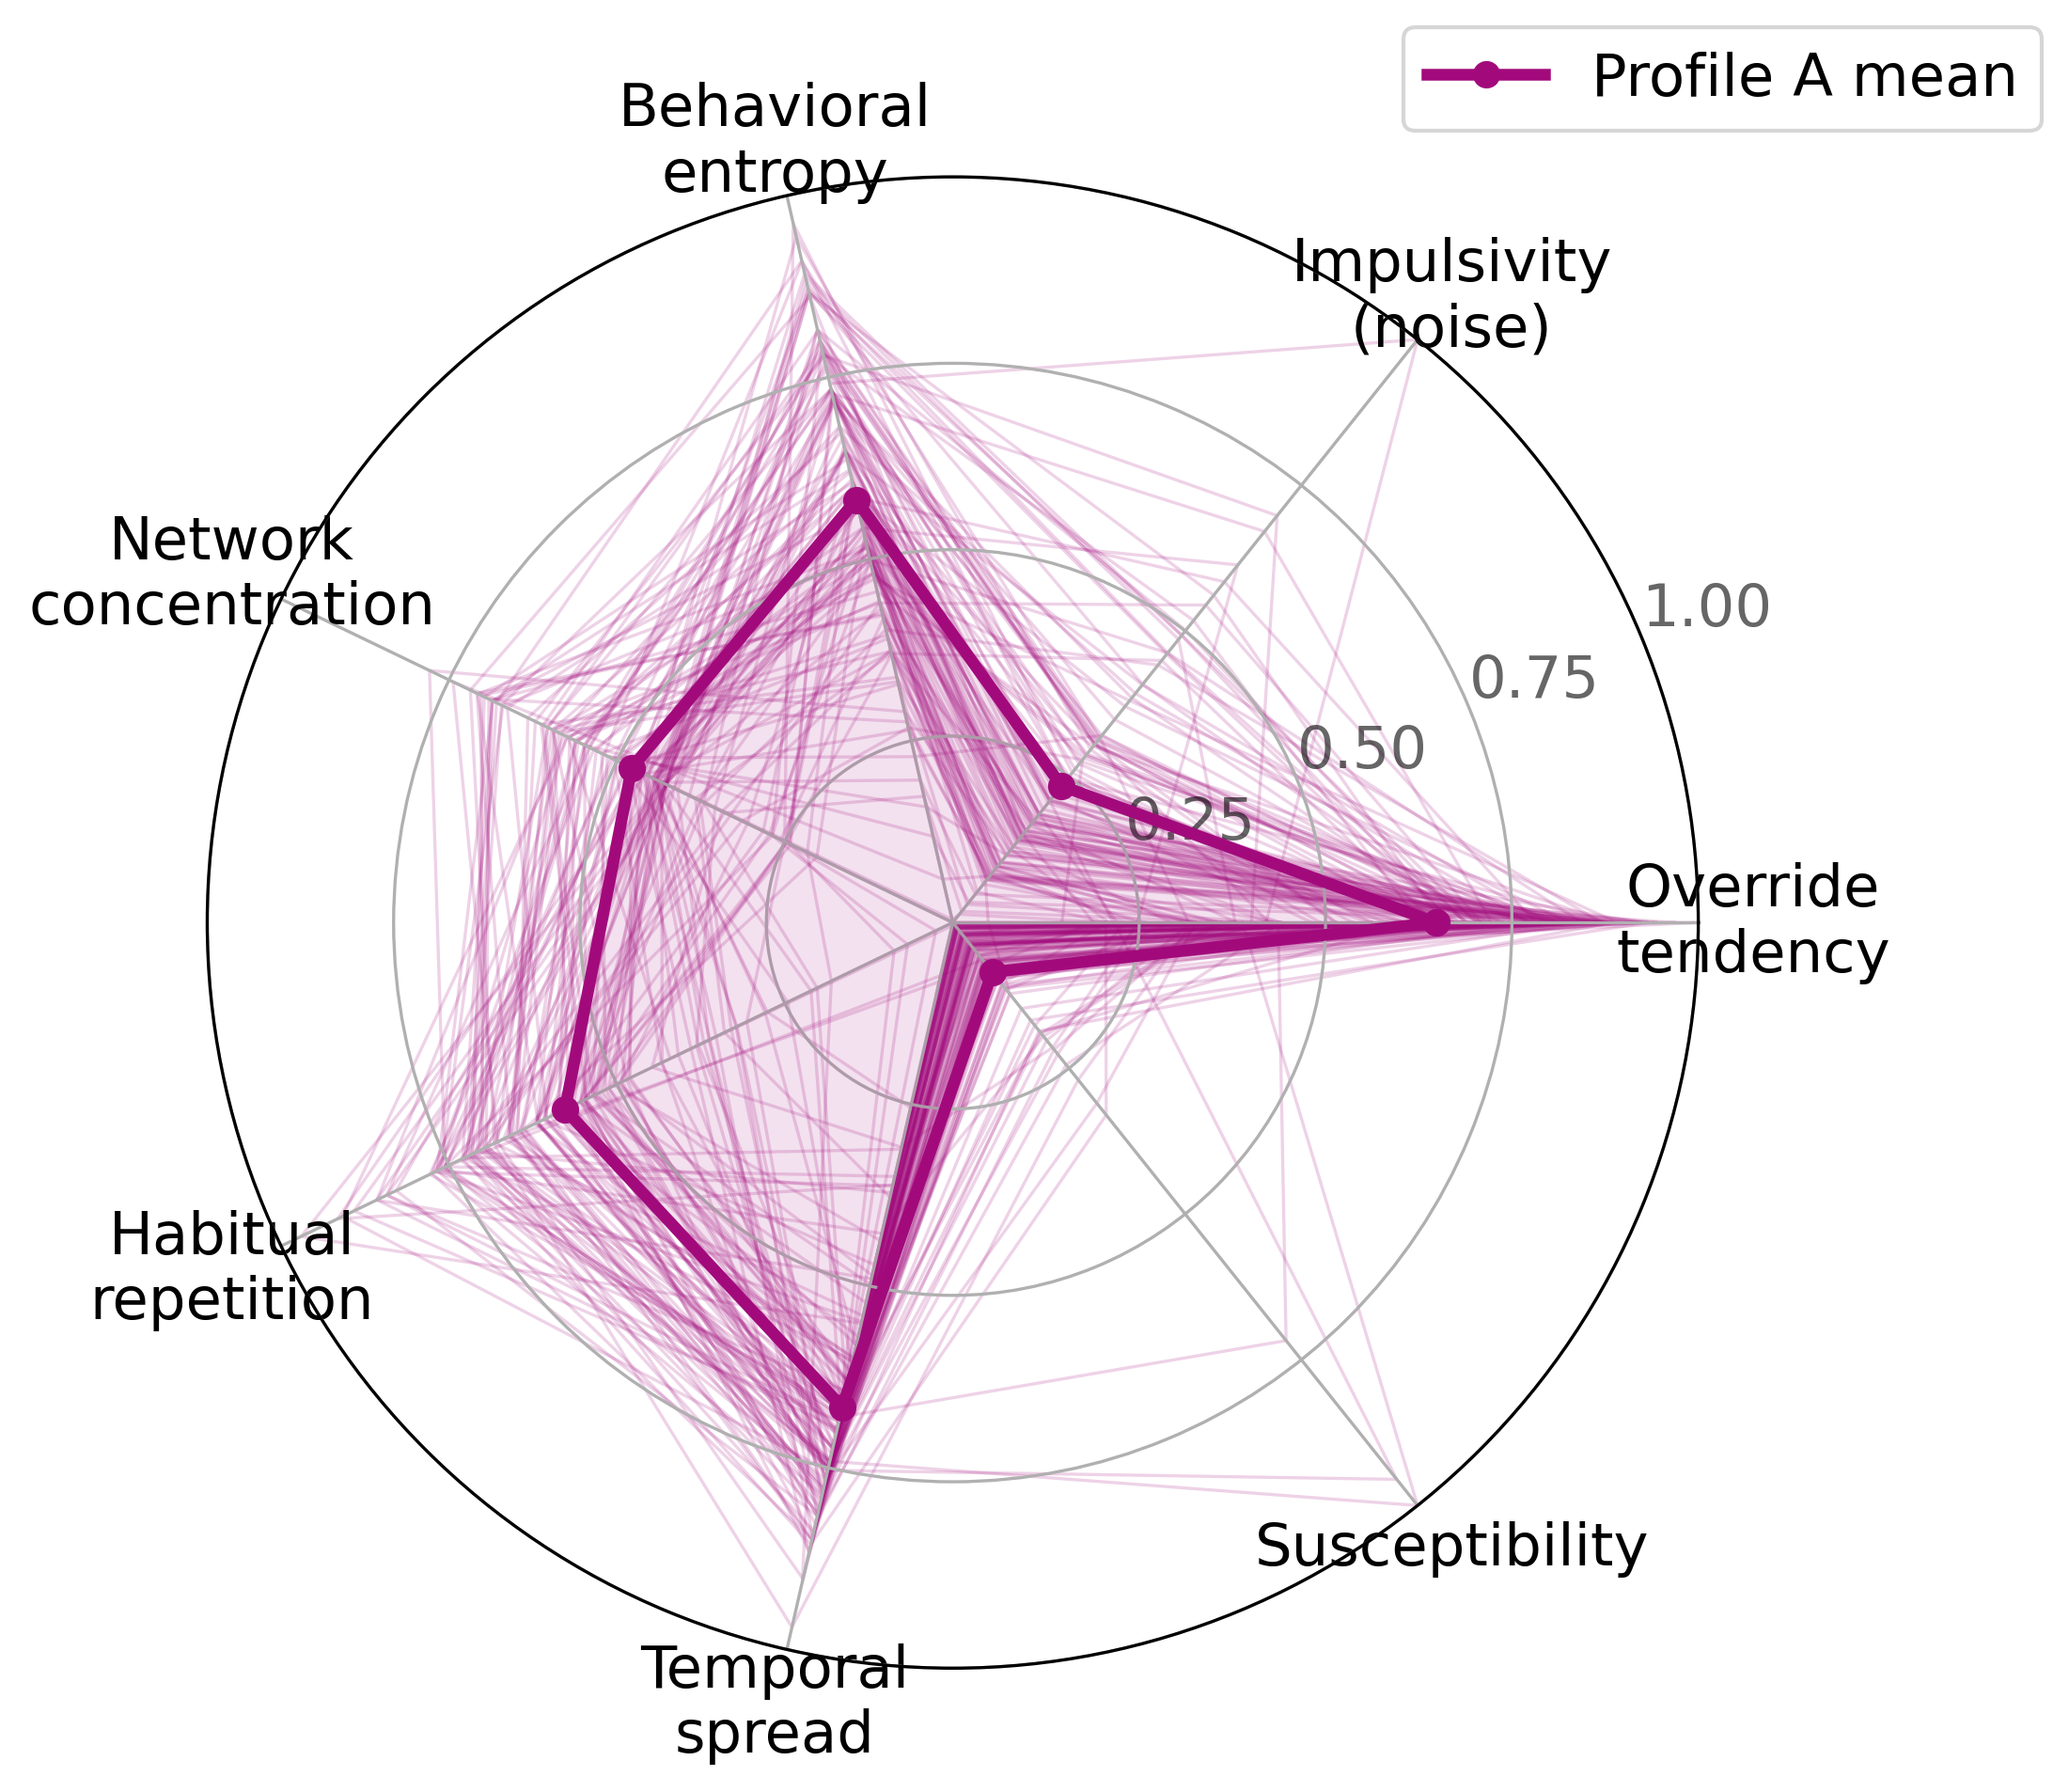 Profile A mean
Behavioral
entropy
Impulsivity
(noise)
Network
concentration
1.00
0.75
0.50
0.25
Override
tendency
Habitual
repetition
Susceptibility
Temporal
spread